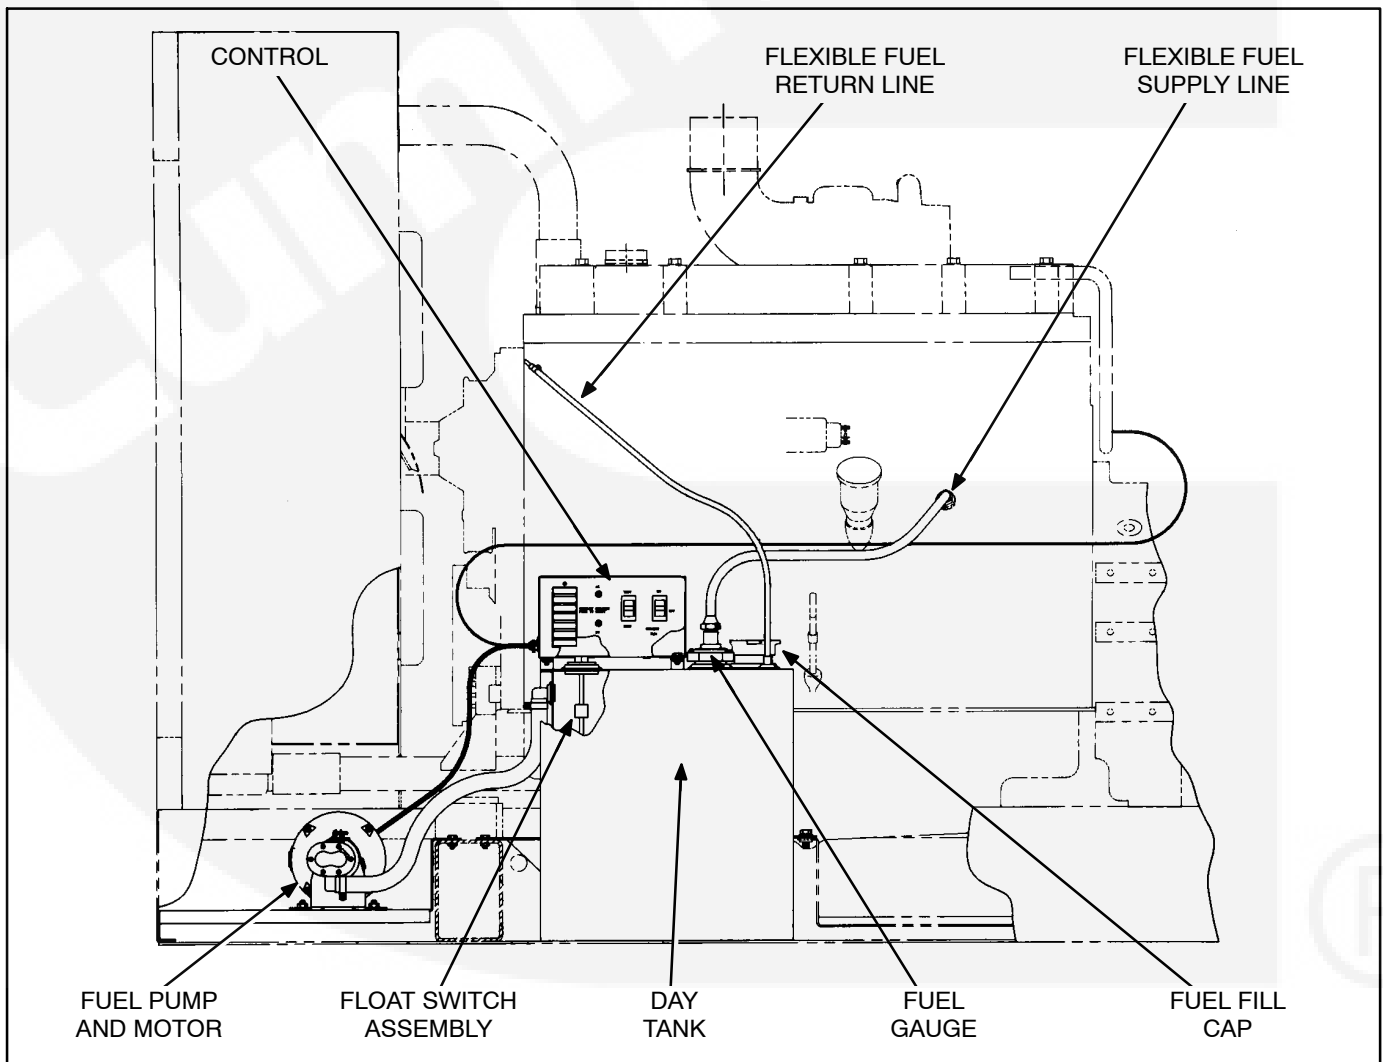 CONTROL
FLEXIBLE FUEL
RETURN LINE
FLEXIBLE FUEL
SUPPLY LINE
FUEL PUMP
AND MOTOR
FLOAT SWITCH
ASSEMBLY
DAY
TANK
FUEL
GAUGE
FUEL FILL
CAP